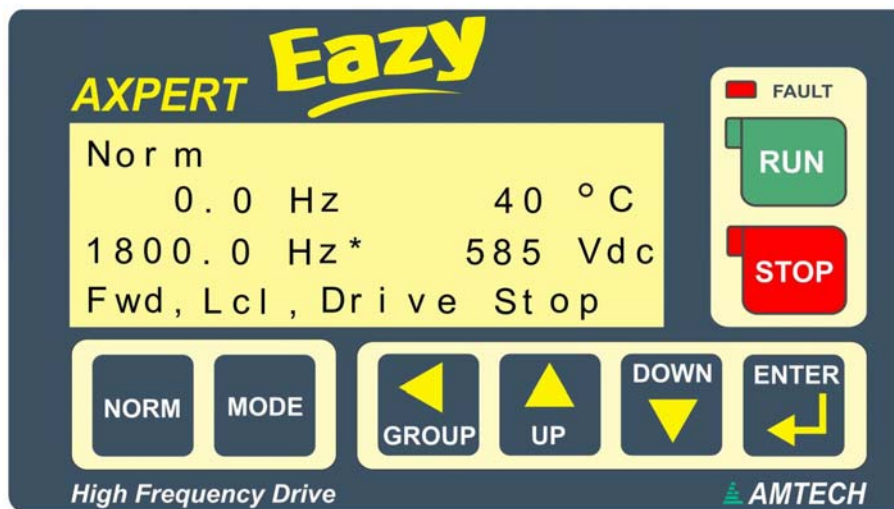 AXPERT Eazy
FAULT
RUN
STOP
Norm
0.0 Hz 40 °C
1800.0 Hz* 585 Vdc
Fwd, Lcl, Drive Stop
NORM
MODE
GROUP
UP
DOWN
ENTER
High Frequency Drive
AMTECH